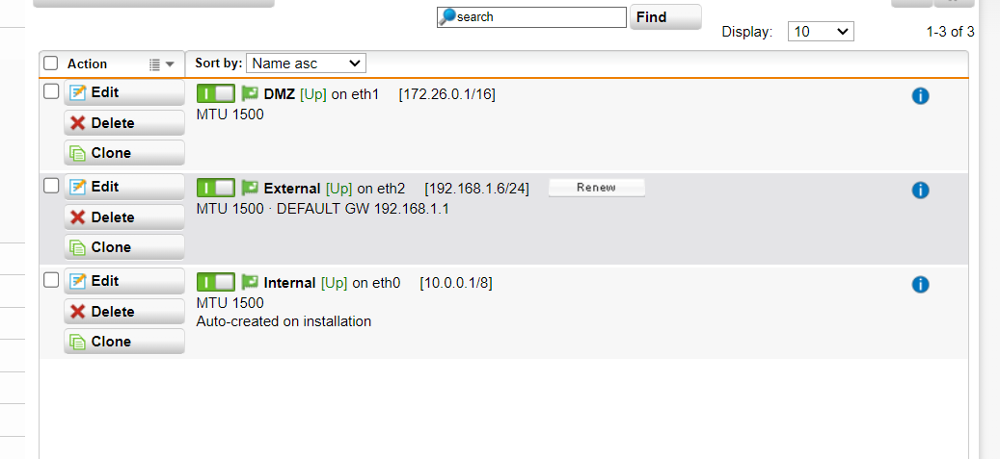 search
Find
Display: 10 1-3 of 3
Action Sort by: Name asc
Edit
DMZ [Up] on eth1 [172.26.0.1/16]
MTU 1500
Delete
Clone
Edit
External [Up] on eth2 [192.168.1.6/24] Renew
MTU 1500 · DEFAULT GW 192.168.1.1
Delete
Clone
Edit
Internal [Up] on eth0 [10.0.0.1/8]
MTU 1500
Delete
Auto-created on installation
Clone